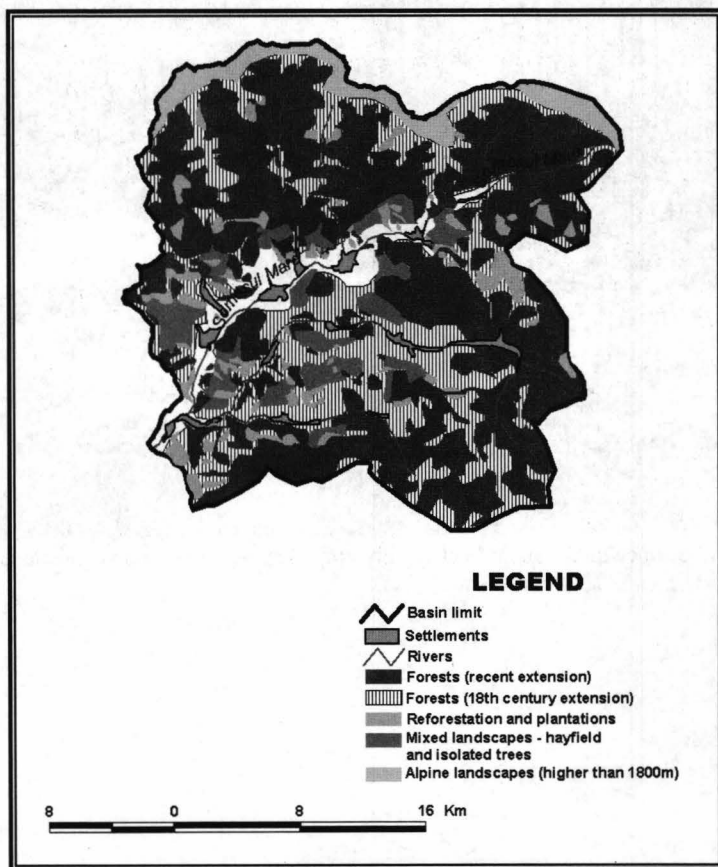 LEGEND
Basin limit
Settlements
Rivers
Forests (recent extension)
Forests (18th century extension)
Reforestation and plantations
Mixed landscapes - hayfield
and isolated trees
Alpine landscapes (higher than 1800m)
8 0 8 16 Km